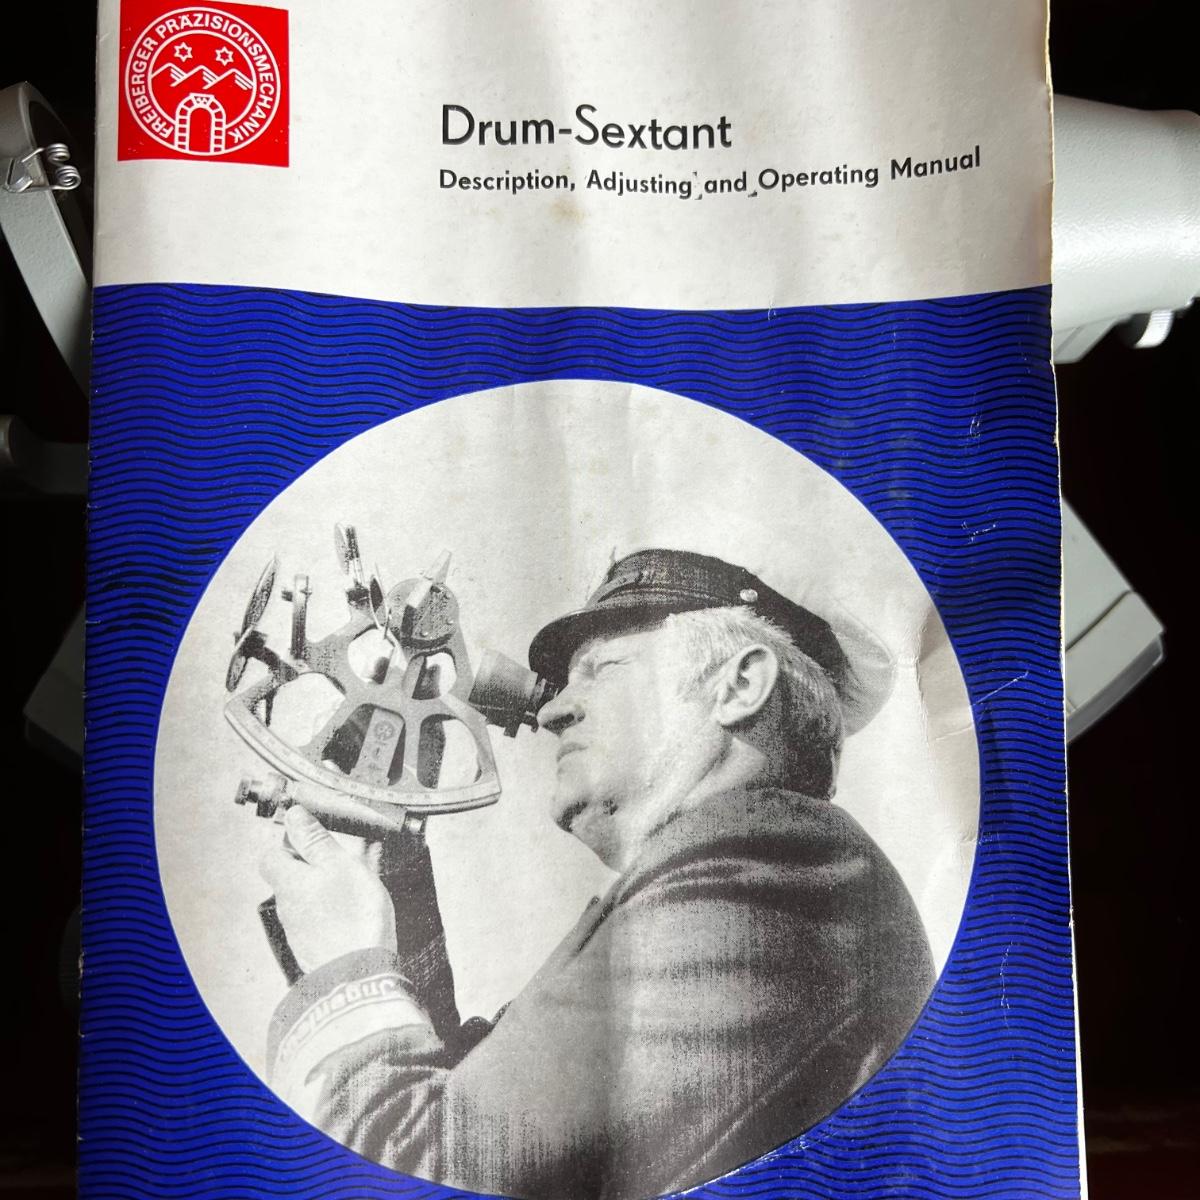 FREIBERGER PRÄZISIONSMECHANIK
Drum-Sextant
Description, Adjusting and Operating Manual